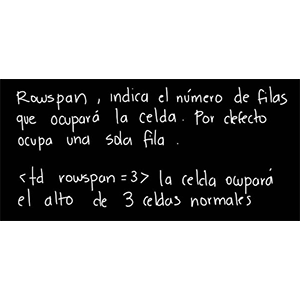 Rowspan, indica el número de filas
que ocupará la celda. Por defecto
ocupa una sola fila.
<td rowspan=3> la celda ocupará
el alto de 3 celdas normales